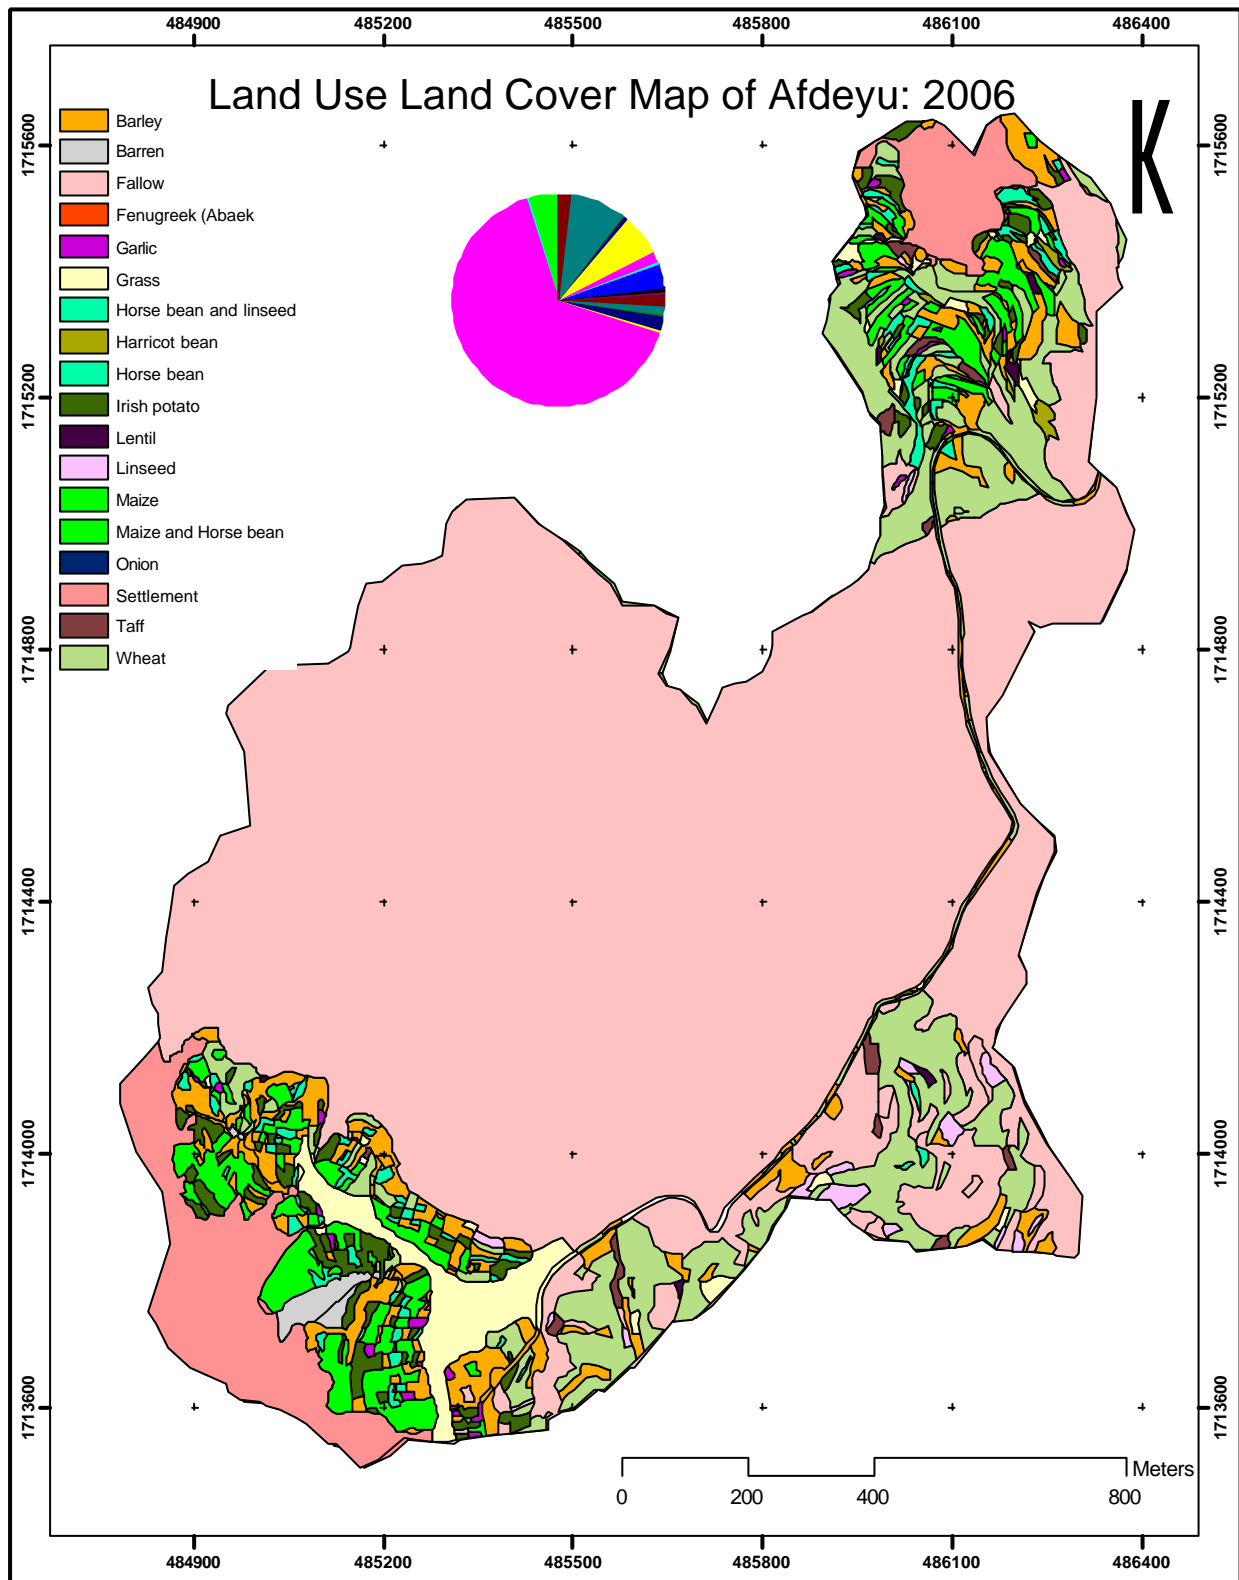 484900 485200 485500 485800 486100 486400
Land Use Land Cover Map of Afdeyu: 2006
K
Barley
Barren
Fallow
Fenugreek (Abaek
Garlic
Grass
Horse bean and linseed
Harricot bean
Horse bean
Irish potato
Lentil
Linseed
Maize
Maize and Horse bean
Onion
Settlement
Taff
Wheat
1715600
1715200
1714800
1714400
1714000
1713600
1715600
1715200
1714800
1714400
1714000
1713600
Meters
0 200 400 800
484900 485200 485500 485800 486100 486400